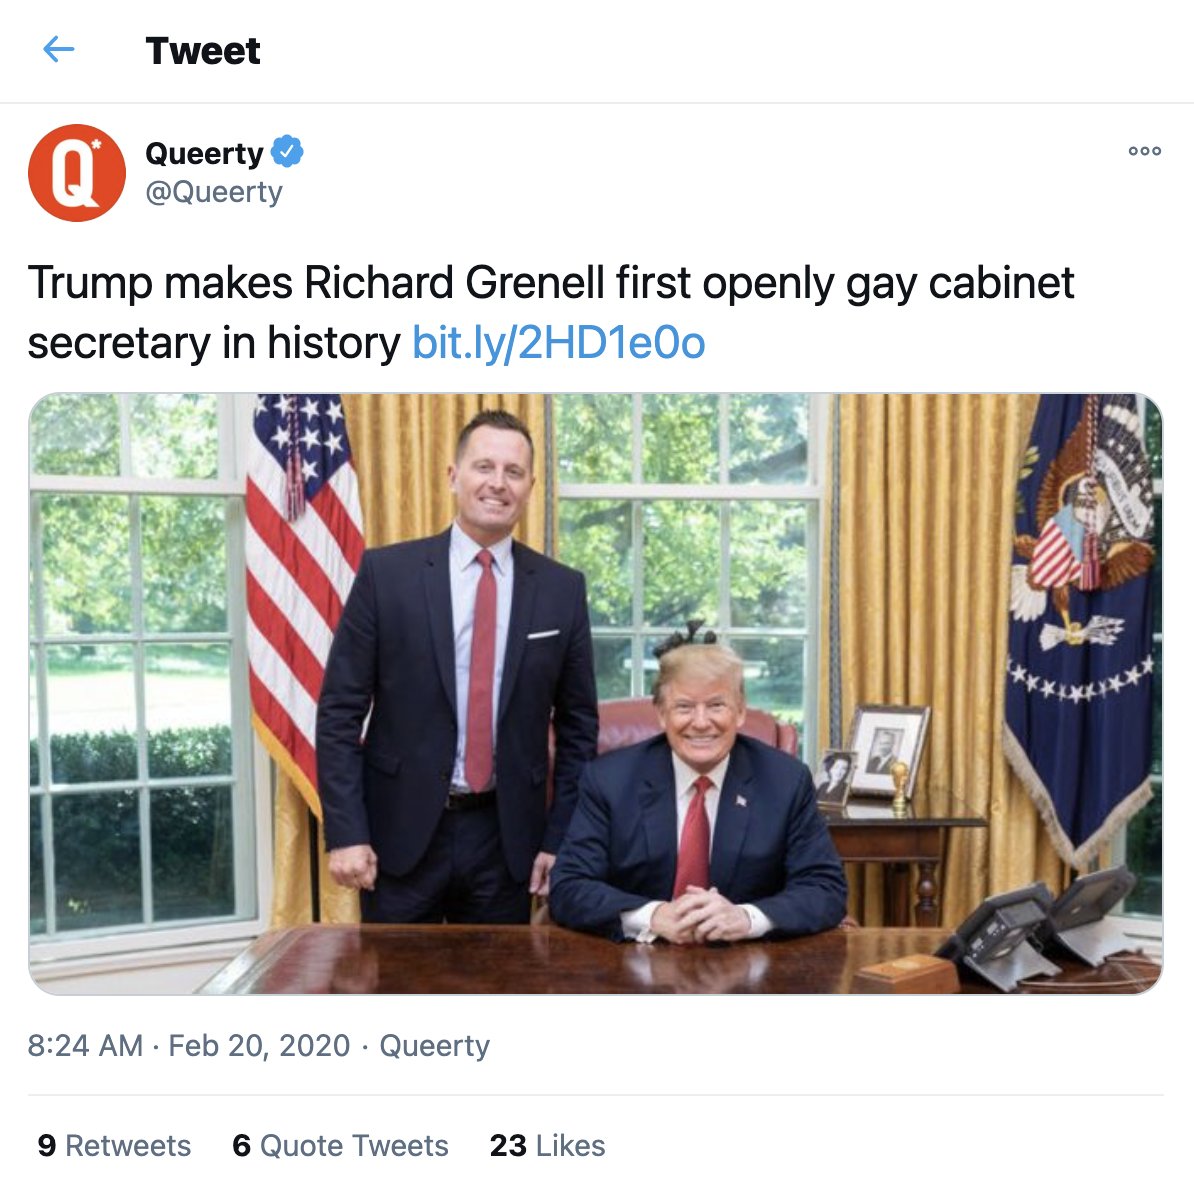 Tweet
Q*
Queerty
@Queerty
Trump makes Richard Grenell first openly gay cabinet
secretary in history bit.ly/2HD1e0o
8:24 AM · Feb 20, 2020 · Queerty
9 Retweets 6 Quote Tweets 23 Likes